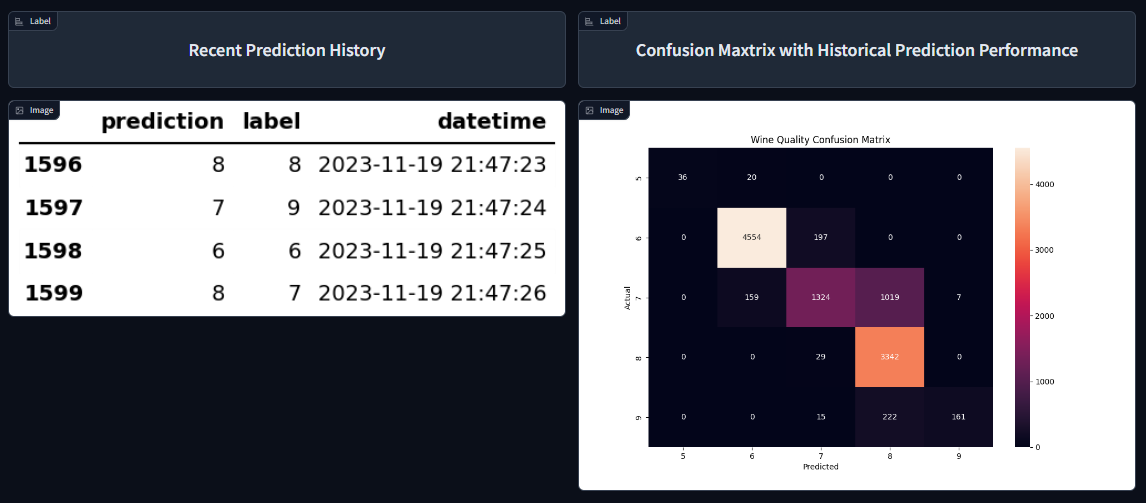 Label
Recent Prediction History
Image
prediction label datetime
1596 8 8 2023-11-19 21:47:23
1597 7 9 2023-11-19 21:47:24
1598 6 6 2023-11-19 21:47:25
1599 8 7 2023-11-19 21:47:26
Label
Confusion Maxtrix with Historical Prediction Performance
Image
Wine Quality Confusion Matrix
5 36 20 0 0 0
6 0 4554 197 0 0
7 0 159 1324 1019 7
8 0 0 29 3342 0
9 0 0 15 222 161
5 6 7 8 9
Actual
Predicted
4000
3000
2000
1000
0